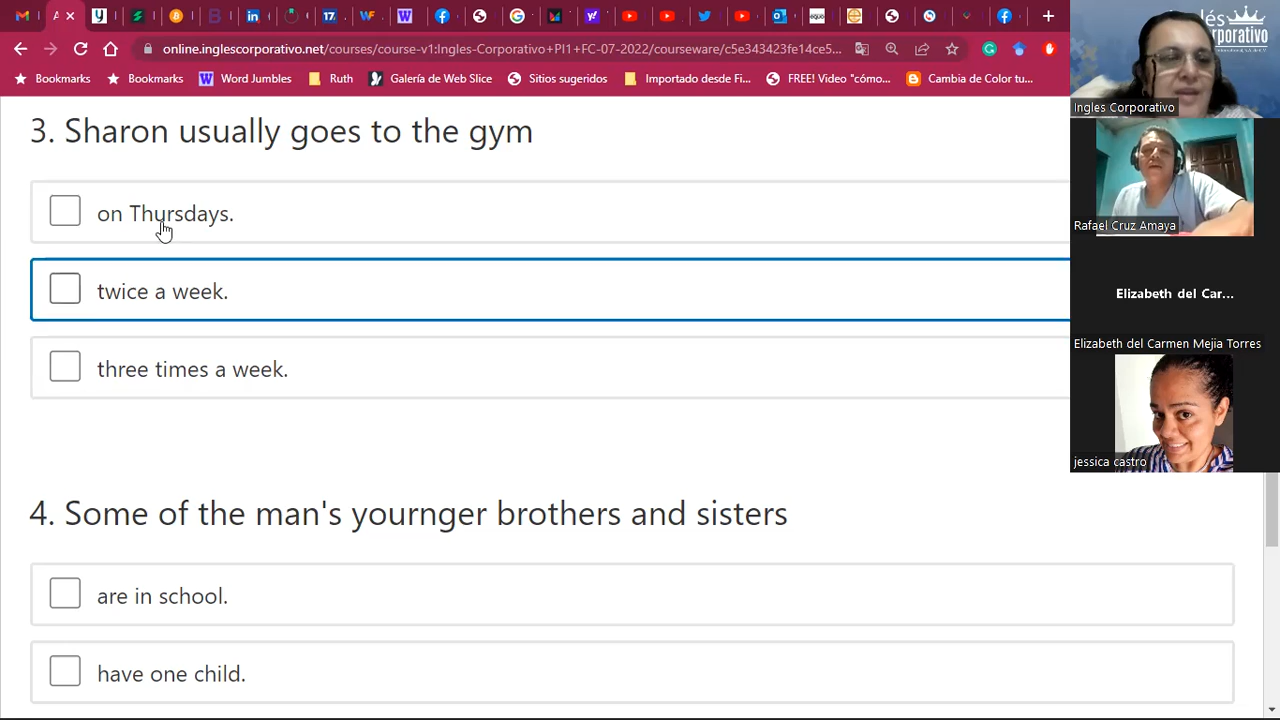 A
17
WF
W
online.inglescorporativo.net/courses/course-v1:Ingles-Corporativo+PI1+FC-07-2022/courseware/c5e343423fe14ce5...
Bookmarks
Bookmarks
Word Jumbles
Ruth
Galería de Web Slice
Sitios sugeridos
Importado desde Fi...
FREE! Video "cómo...
Cambia de Color tu...
3. Sharon usually goes to the gym
on Thursdays.
twice a week.
three times a week.
4. Some of the man's yournger brothers and sisters
are in school.
have one child.
Ingles Corporativo
Rafael Cruz Amaya
Elizabeth del Car...
Elizabeth del Carmen Mejia Torres
jessica castro